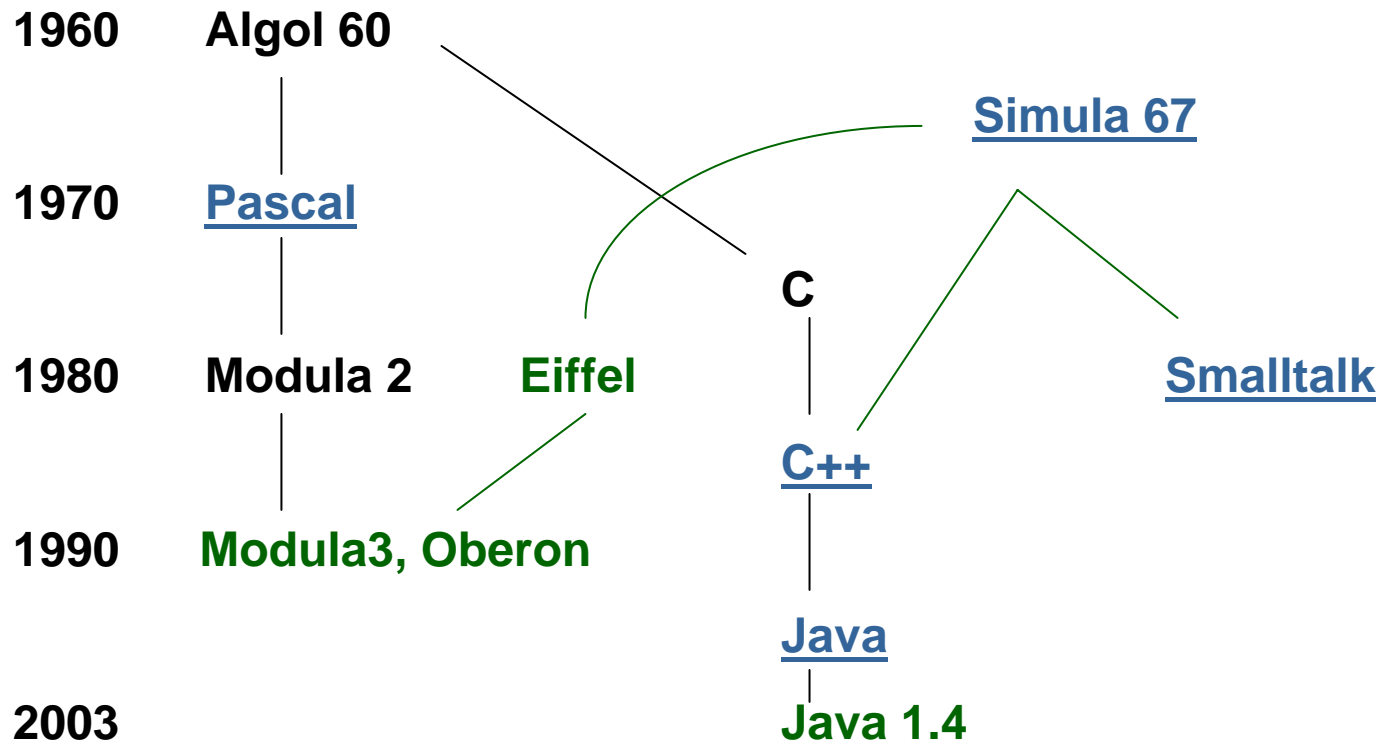 1960 Algol 60
Simula 67
1970 Pascal
C
1980 Modula 2 Eiffel Smalltalk
C++
1990 Modula3, Oberon
Java
2003 Java 1.4